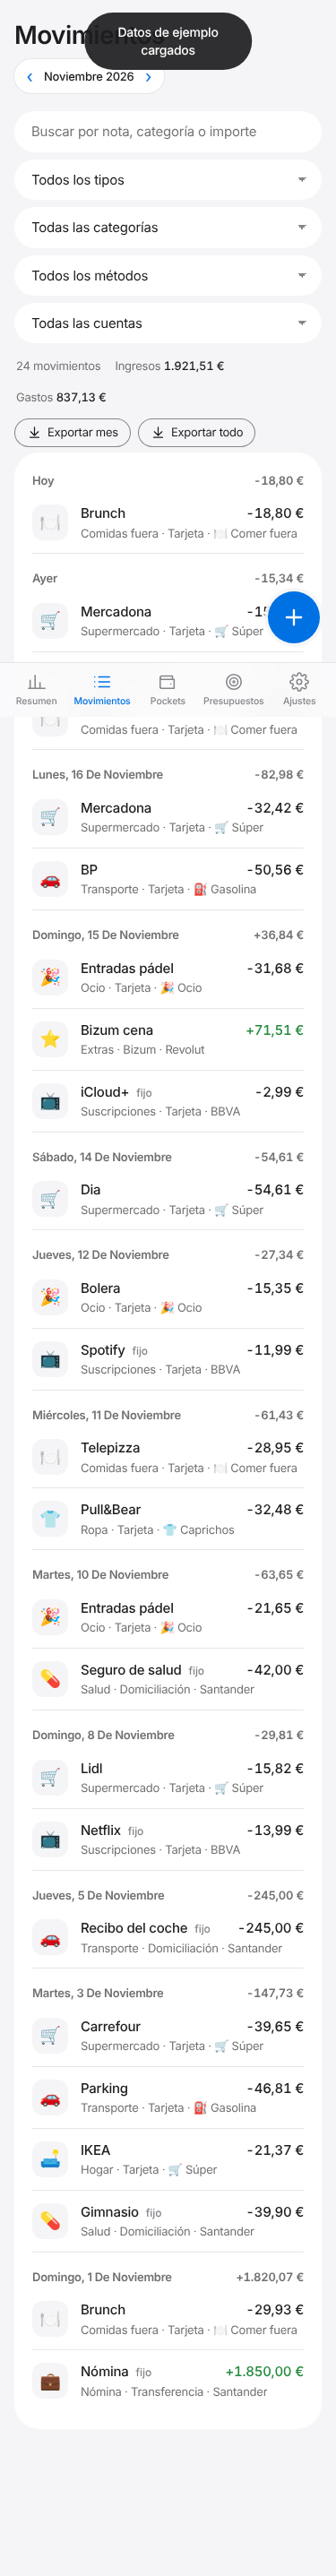 Movimientos
Datos de ejemplo
cargados
Noviembre 2026
Buscar por nota, categoría o importe
Todos los tipos
Todas las categorías
Todos los métodos
Todas las cuentas
24 movimientos Ingresos 1.921,51 €
Gastos 837,13 €
Exportar mes Exportar todo
Hoy -18,80 €
Brunch -18,80 €
Comidas fuera · Tarjeta · 🍽️ Comer fuera
Ayer -15,34 €
Mercadona
Supermercado · Tarjeta · 🛒 Súper
Resumen Movimientos Pockets Presupuestos Ajustes
Comidas fuera · Tarjeta · 🍽️ Comer fuera
Lunes, 16 De Noviembre -82,98 €
Mercadona -32,42 €
Supermercado · Tarjeta · 🛒 Súper
BP -50,56 €
Transporte · Tarjeta · ⛽ Gasolina
Domingo, 15 De Noviembre +36,84 €
Entradas pádel -31,68 €
Ocio · Tarjeta · 🎉 Ocio
Bizum cena +71,51 €
Extras · Bizum · Revolut
iCloud+ fijo -2,99 €
Suscripciones · Tarjeta · BBVA
Sábado, 14 De Noviembre -54,61 €
Dia -54,61 €
Supermercado · Tarjeta · 🛒 Súper
Jueves, 12 De Noviembre -27,34 €
Bolera -15,35 €
Ocio · Tarjeta · 🎉 Ocio
Spotify fijo -11,99 €
Suscripciones · Tarjeta · BBVA
Miércoles, 11 De Noviembre -61,43 €
Telepizza -28,95 €
Comidas fuera · Tarjeta · 🍽️ Comer fuera
Pull&Bear -32,48 €
Ropa · Tarjeta · 👕 Caprichos
Martes, 10 De Noviembre -63,65 €
Entradas pádel -21,65 €
Ocio · Tarjeta · 🎉 Ocio
Seguro de salud fijo -42,00 €
Salud · Domiciliación · Santander
Domingo, 8 De Noviembre -29,81 €
Lidl -15,82 €
Supermercado · Tarjeta · 🛒 Súper
Netflix fijo -13,99 €
Suscripciones · Tarjeta · BBVA
Jueves, 5 De Noviembre -245,00 €
Recibo del coche fijo -245,00 €
Transporte · Domiciliación · Santander
Martes, 3 De Noviembre -147,73 €
Carrefour -39,65 €
Supermercado · Tarjeta · 🛒 Súper
Parking -46,81 €
Transporte · Tarjeta · ⛽ Gasolina
IKEA -21,37 €
Hogar · Tarjeta · 🛒 Súper
Gimnasio fijo -39,90 €
Salud · Domiciliación · Santander
Domingo, 1 De Noviembre +1.820,07 €
Brunch -29,93 €
Comidas fuera · Tarjeta · 🍽️ Comer fuera
Nómina fijo +1.850,00 €
Nómina · Transferencia · Santander